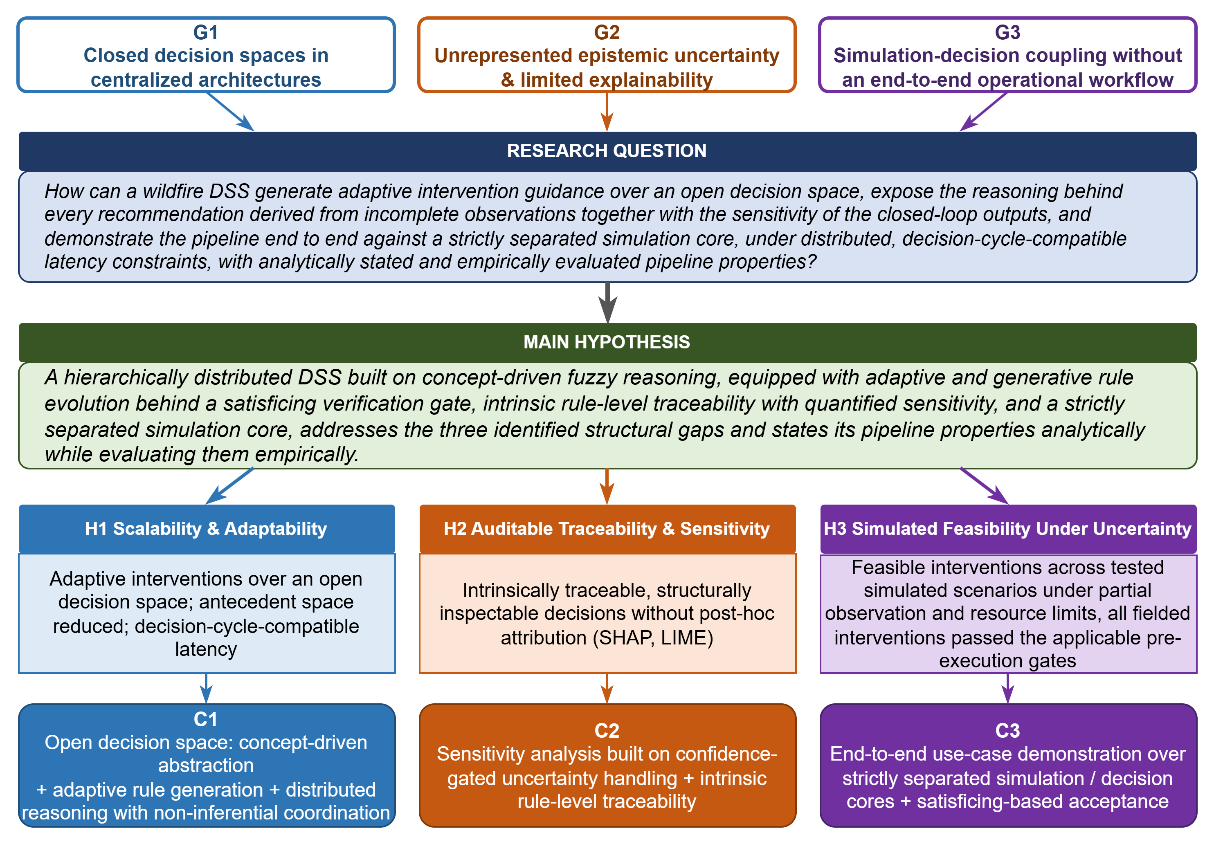 G1
Closed decision spaces in
centralized architectures
G2
Unrepresented epistemic uncertainty
& limited explainability
G3
Simulation-decision coupling without
an end-to-end operational workflow
RESEARCH QUESTION
How can a wildfire DSS generate adaptive intervention guidance over an open decision space, expose the reasoning behind
every recommendation derived from incomplete observations together with the sensitivity of the closed-loop outputs, and
demonstrate the pipeline end to end against a strictly separated simulation core, under distributed, decision-cycle-compatible
latency constraints, with analytically stated and empirically evaluated pipeline properties?
MAIN HYPOTHESIS
A hierarchically distributed DSS built on concept-driven fuzzy reasoning, equipped with adaptive and generative rule
evolution behind a satisficing verification gate, intrinsic rule-level traceability with quantified sensitivity, and a strictly
separated simulation core, addresses the three identified structural gaps and states its pipeline properties analytically
while evaluating them empirically.
H1 Scalability & Adaptability
Adaptive interventions over an open
decision space; antecedent space
reduced; decision-cycle-compatible
latency
H2 Auditable Traceability & Sensitivity
Intrinsically traceable, structurally
inspectable decisions without post-hoc
attribution (SHAP, LIME)
H3 Simulated Feasibility Under Uncertainty
Feasible interventions across tested
simulated scenarios under partial
observation and resource limits, all fielded
interventions passed the applicable pre-
execution gates
C1
Open decision space: concept-driven
abstraction
+ adaptive rule generation + distributed
reasoning with non-inferential coordination
C2
Sensitivity analysis built on confidence-
gated uncertainty handling + intrinsic
rule-level traceability
C3
End-to-end use-case demonstration over
strictly separated simulation / decision
cores + satisficing-based acceptance